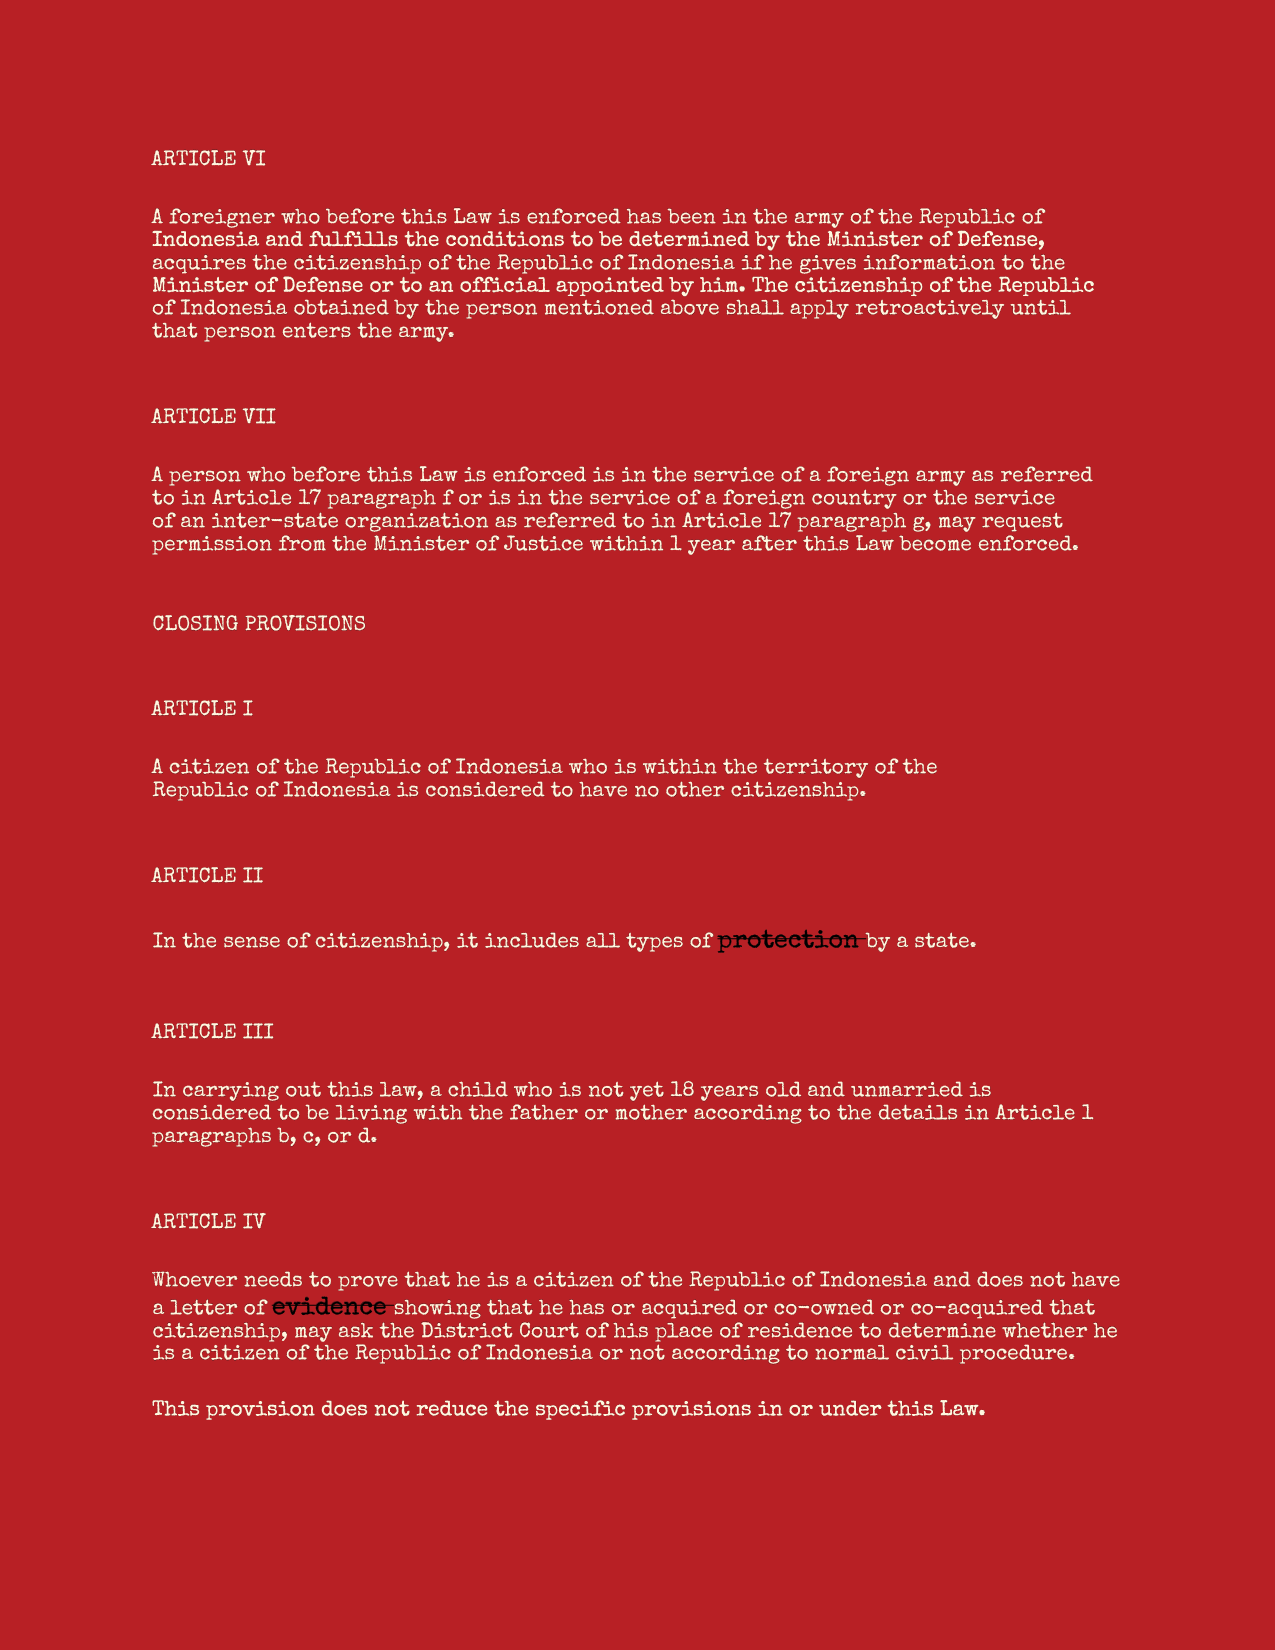 ARTICLE VI
A foreigner who before this Law is enforced has been in the army of the Republic of
Indonesia and fulfills the conditions to be determined by the Minister of Defense,
acquires the citizenship of the Republic of Indonesia if he gives information to the
Minister of Defense or to an official appointed by him. The citizenship of the Republic
of Indonesia obtained by the person mentioned above shall apply retroactively until
that person enters the army.
ARTICLE VII
A person who before this Law is enforced is in the service of a foreign army as referred
to in Article 17 paragraph f or is in the service of a foreign country or the service
of an inter-state organization as referred to in Article 17 paragraph g, may request
permission from the Minister of Justice within 1 year after this Law become enforced.
CLOSING PROVISIONS
ARTICLE I
A citizen of the Republic of Indonesia who is within the territory of the
Republic of Indonesia is considered to have no other citizenship.
ARTICLE II
In the sense of citizenship, it includes all types of protection by a state.
ARTICLE III
In carrying out this law, a child who is not yet 18 years old and unmarried is
considered to be living with the father or mother according to the details in Article 1
paragraphs b, c, or d.
ARTICLE IV
Whoever needs to prove that he is a citizen of the Republic of Indonesia and does not have
a letter of evidence showing that he has or acquired or co-owned or co-acquired that
citizenship, may ask the District Court of his place of residence to determine whether he
is a citizen of the Republic of Indonesia or not according to normal civil procedure.
This provision does not reduce the specific provisions in or under this Law.